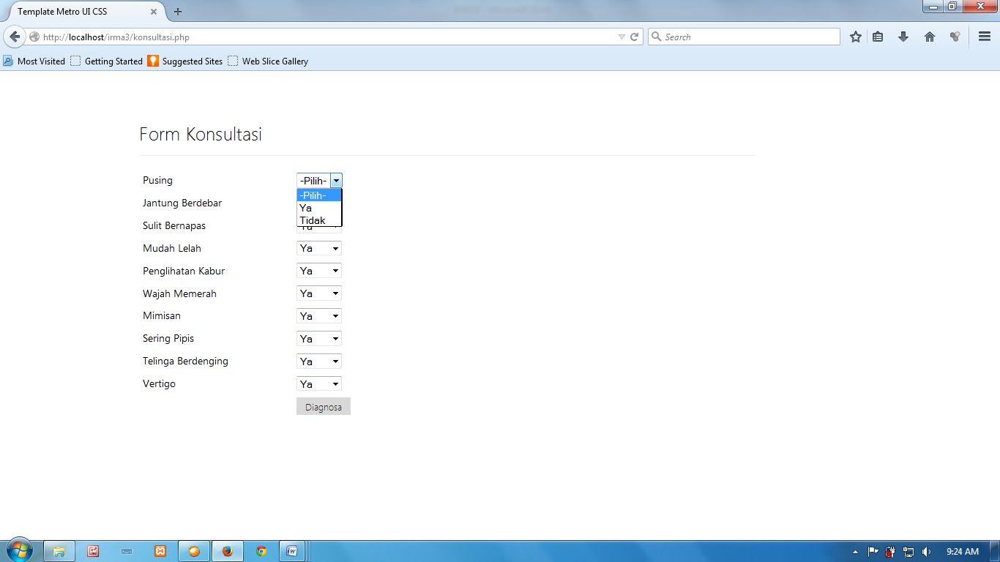 Template Metro UI CSS
http://localhost/irma3/konsultasi.php
Search
Most Visited Getting Started Suggested Sites Web Slice Gallery
Form Konsultasi
Pusing -Pilih-
-Pilih-
Jantung Berdebar
Ya
Tidak
Sulit Bernapas Ya
Mudah Lelah Ya
Penglihatan Kabur Ya
Wajah Memerah Ya
Mimisan Ya
Sering Pipis Ya
Telinga Berdenging Ya
Vertigo Ya
Diagnosa
9:24 AM